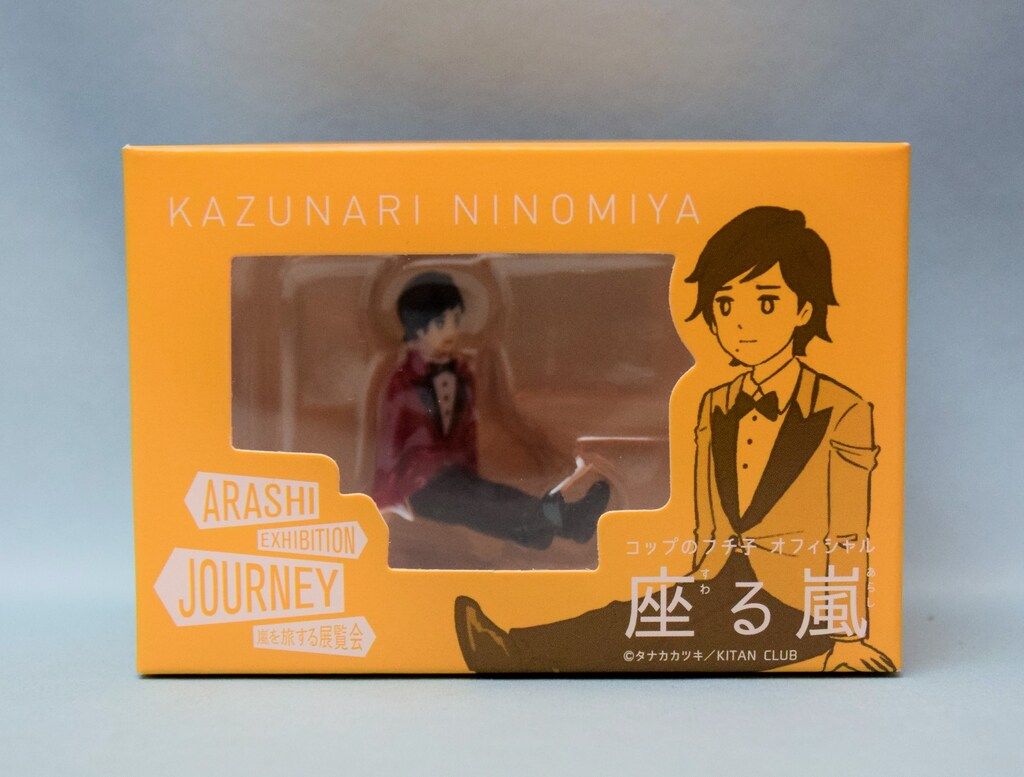 KAZUNARI NINOMIYA
ARASHI
EXHIBITION
JOURNEY
嵐を旅する展覧会
コップのフチ子 オフィシャル
座る嵐
すわ
あらし
©タナカカツキ/KITAN CLUB